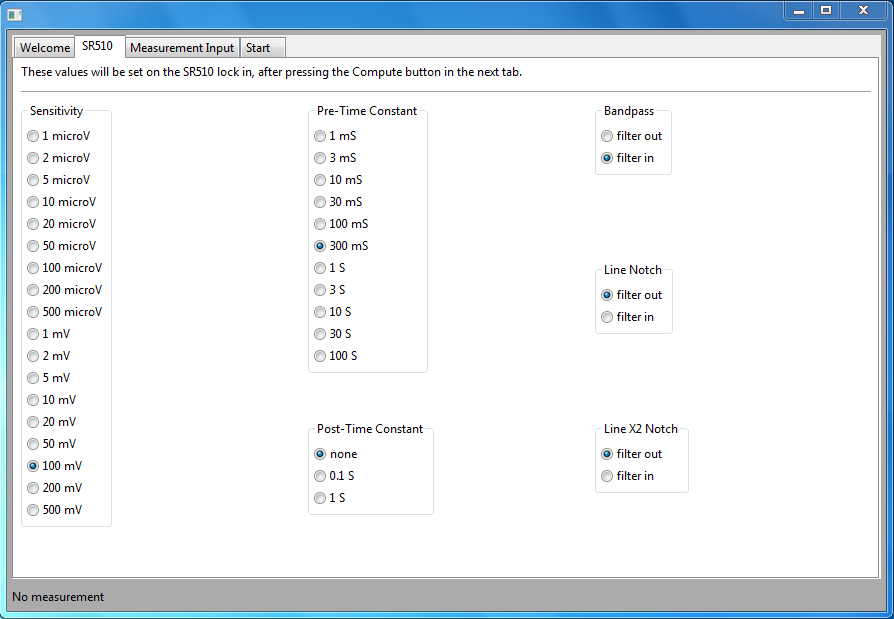 Welcome SR510 Measurement Input Start
These values will be set on the SR510 lock in, after pressing the Compute button in the next tab.
Sensitivity
1 microV
2 microV
5 microV
10 microV
20 microV
50 microV
100 microV
200 microV
500 microV
1 mV
2 mV
5 mV
10 mV
20 mV
50 mV
100 mV
200 mV
500 mV
Pre-Time Constant
1 mS
3 mS
10 mS
30 mS
100 mS
300 mS
1 S
3 S
10 S
30 S
100 S
Post-Time Constant
none
0.1 S
1 S
Bandpass
filter out
filter in
Line Notch
filter out
filter in
Line X2 Notch
filter out
filter in
No measurement